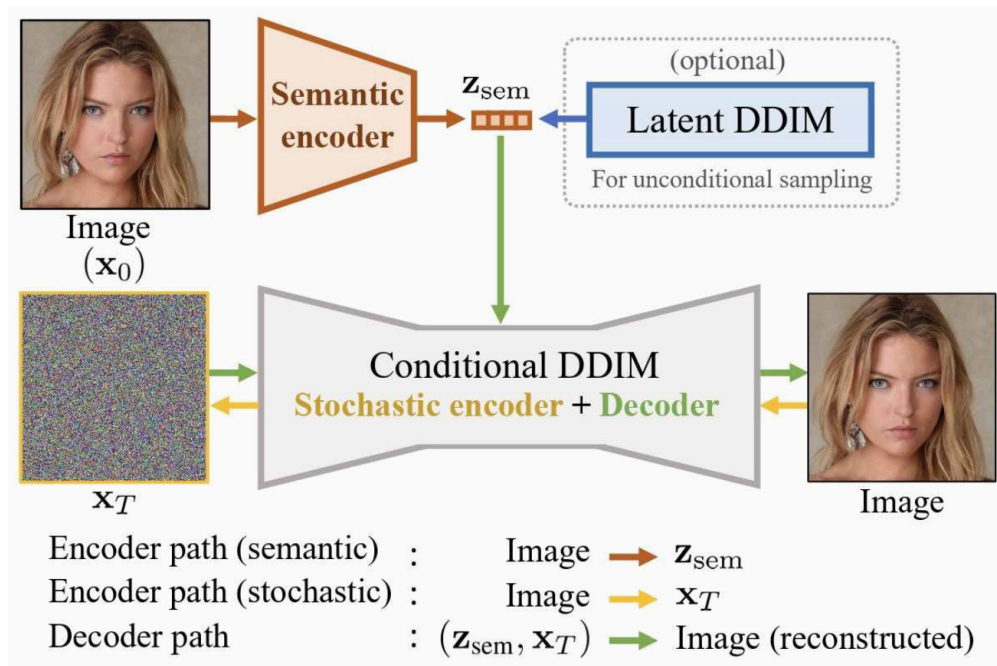 (optional)
z_sem
Semantic encoder
Latent DDIM
For unconditional sampling
Image
(x_0)
Conditional DDIM
Stochastic encoder + Decoder
x_T
Image
Encoder path (semantic) : Image → z_sem
Encoder path (stochastic) : Image → x_T
Decoder path : (z_sem, x_T) → Image (reconstructed)